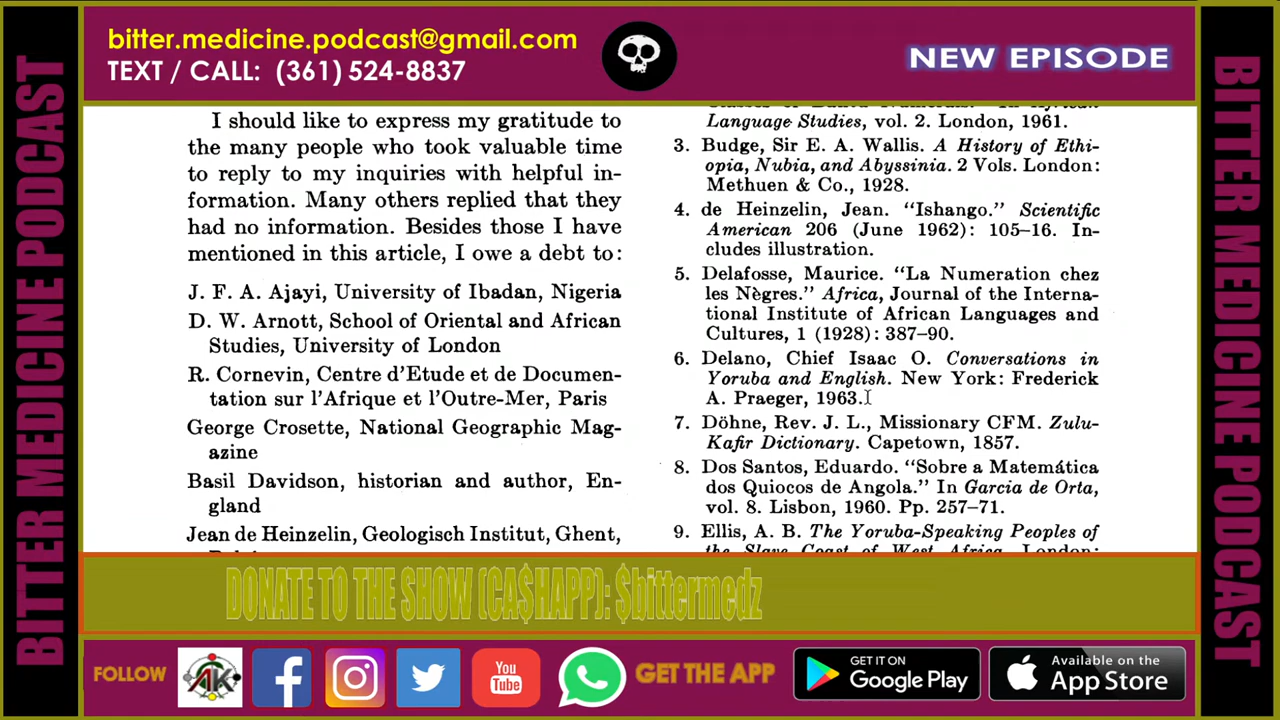 bitter.medicine.podcast@gmail.com
TEXT / CALL: (361) 524-8837
NEW EPISODE
BITTER MEDICINE PODCAST
I should like to express my gratitude to
the many people who took valuable time
to reply to my inquiries with helpful in-
formation. Many others replied that they
had no information. Besides those I have
mentioned in this article, I owe a debt to:
J. F. A. Ajayi, University of Ibadan, Nigeria
D. W. Arnott, School of Oriental and African
Studies, University of London
R. Cornevin, Centre d'Etude et de Documen-
tation sur l'Afrique et l'Outre-Mer, Paris
George Crosette, National Geographic Mag-
azine
Basil Davidson, historian and author, En-
gland
Jean de Heinzelin, Geologisch Institut, Ghent,
Language Studies, vol. 2. London, 1961.
3. Budge, Sir E. A. Wallis. A History of Ethi-
opia, Nubia, and Abyssinia. 2 Vols. London:
Methuen & Co., 1928.
4. de Heinzelin, Jean. "Ishango." Scientific
American 206 (June 1962): 105–16. In-
cludes illustration.
5. Delafosse, Maurice. "La Numeration chez
les Nègres." Africa, Journal of the Interna-
tional Institute of African Languages and
Cultures, 1 (1928): 387–90.
6. Delano, Chief Isaac O. Conversations in
Yoruba and English. New York: Frederick
A. Praeger, 1963.
7. Döhne, Rev. J. L., Missionary CFM. Zulu-
Kafir Dictionary. Capetown, 1857.
8. Dos Santos, Eduardo. "Sobre a Matemática
dos Quiocos de Angola." In Garcia de Orta,
vol. 8. Lisbon, 1960. Pp. 257–71.
9. Ellis, A. B. The Yoruba-Speaking Peoples of
the Slave Coast of West Africa. London:
BITTER MEDICINE PODCAST
DONATE TO THE SHOW (CA$HAPP): $bittermedz
FOLLOW
You
Tube
GET THE APP
GET IT ON
Google Play
Available on the
App Store